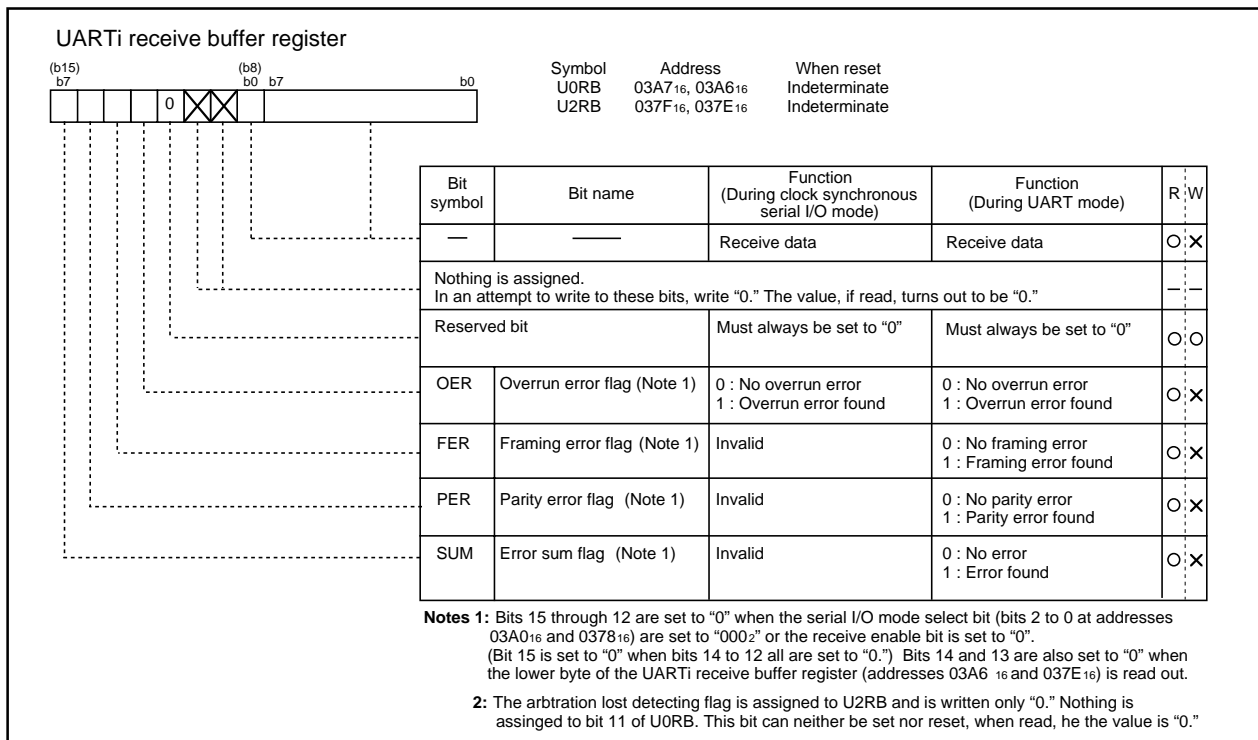 UARTi receive buffer register
(b15) (b8)
b7 b0 b7 b0
0
Symbol Address When reset
U0RB 03A716, 03A616 Indeterminate
U2RB 037F16, 037E16 Indeterminate
Bit symbol Bit name Function (During clock synchronous serial I/O mode) Function (During UART mode) R W
— — Receive data Receive data O X
Nothing is assigned.
In an attempt to write to these bits, write “0.” The value, if read, turns out to be “0.” – –
Reserved bit Must always be set to “0” Must always be set to “0” O O
OER Overrun error flag (Note 1) 0 : No overrun error 0 : No overrun error
1 : Overrun error found 1 : Overrun error found O X
FER Framing error flag (Note 1) Invalid 0 : No framing error
1 : Framing error found O X
PER Parity error flag (Note 1) Invalid 0 : No parity error
1 : Parity error found O X
SUM Error sum flag (Note 1) Invalid 0 : No error
1 : Error found O X
Notes 1: Bits 15 through 12 are set to “0” when the serial I/O mode select bit (bits 2 to 0 at addresses
03A016 and 037816) are set to “0002” or the receive enable bit is set to “0”.
(Bit 15 is set to “0” when bits 14 to 12 all are set to “0.”) Bits 14 and 13 are also set to “0” when
the lower byte of the UARTi receive buffer register (addresses 03A6 16 and 037E16) is read out.
2: The arbtration lost detecting flag is assigned to U2RB and is written only “0.” Nothing is
assinged to bit 11 of U0RB. This bit can neither be set nor reset, when read, he the value is “0.”